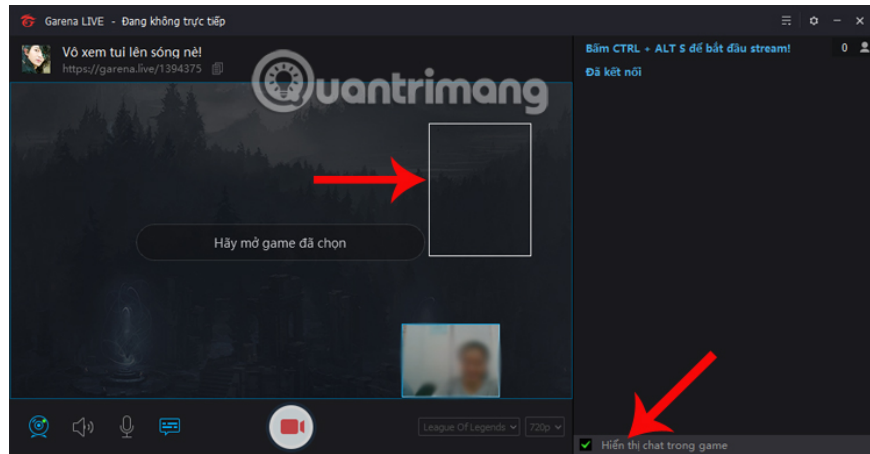 Garena LIVE - Đang không trực tiếp
Vô xem tui lên sóng nè!
https://garena.live/1394375
Quantrimang
Hãy mở game đã chọn
League Of Legends
720p
Bấm CTRL + ALT S để bắt đầu stream!
0
Đã kết nối
Hiển thị chat trong game